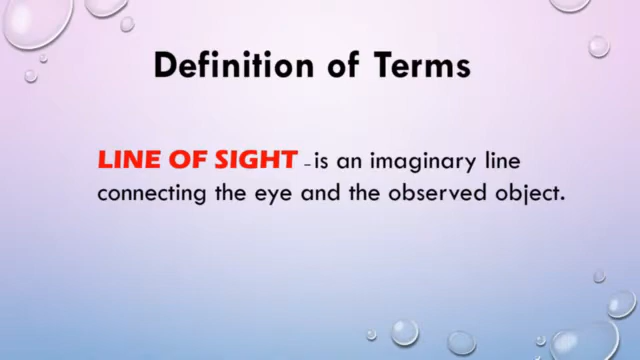 Definition of Terms
LINE OF SIGHT – is an imaginary line
connecting the eye and the observed object.